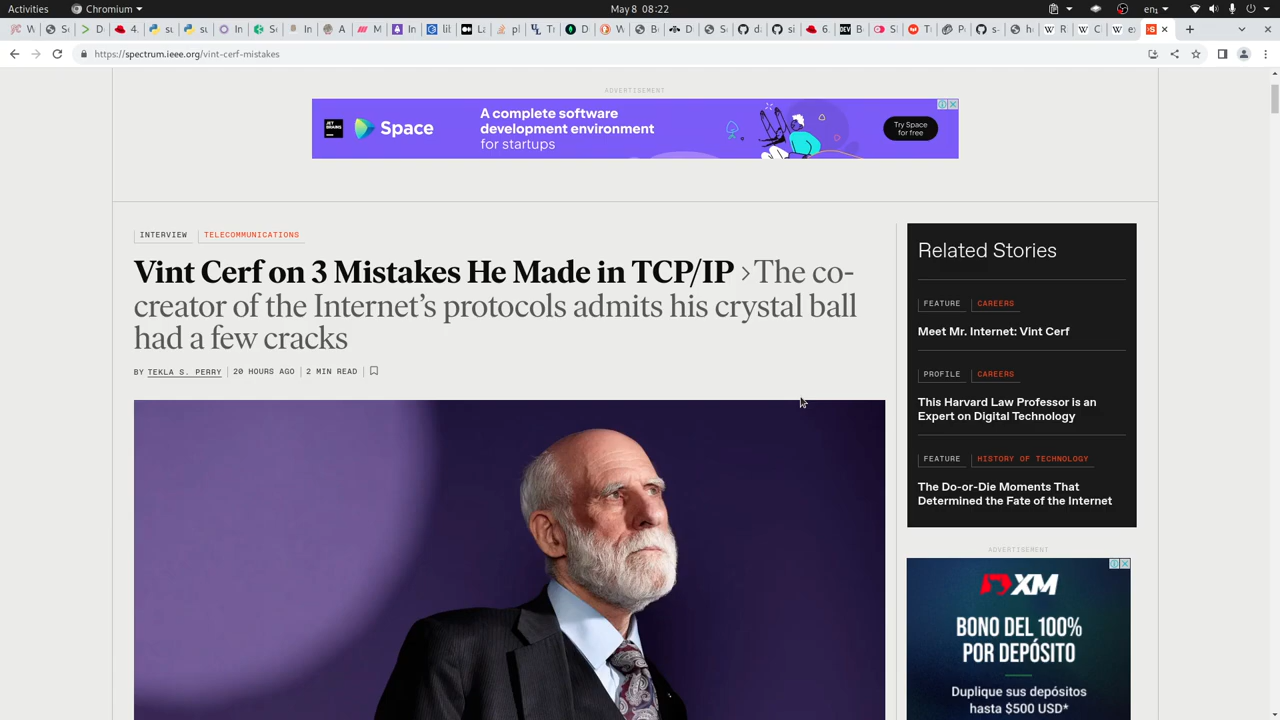 Activities
Chromium
May 8 08:22
en₁
https://spectrum.ieee.org/vint-cerf-mistakes
ADVERTISEMENT
JET BRAINS
Space
A complete software
development environment
for startups
Try Space
for free
INTERVIEW
TELECOMMUNICATIONS
Vint Cerf on 3 Mistakes He Made in TCP/IP › The co-
creator of the Internet’s protocols admits his crystal ball
had a few cracks
BY TEKLA S. PERRY
20 HOURS AGO
2 MIN READ
Related Stories
FEATURE
CAREERS
Meet Mr. Internet: Vint Cerf
PROFILE
CAREERS
This Harvard Law Professor is an
Expert on Digital Technology
FEATURE
HISTORY OF TECHNOLOGY
The Do-or-Die Moments That
Determined the Fate of the Internet
ADVERTISEMENT
XM
BONO DEL 100%
POR DEPÓSITO
Duplique sus depósitos
hasta $500 USD*